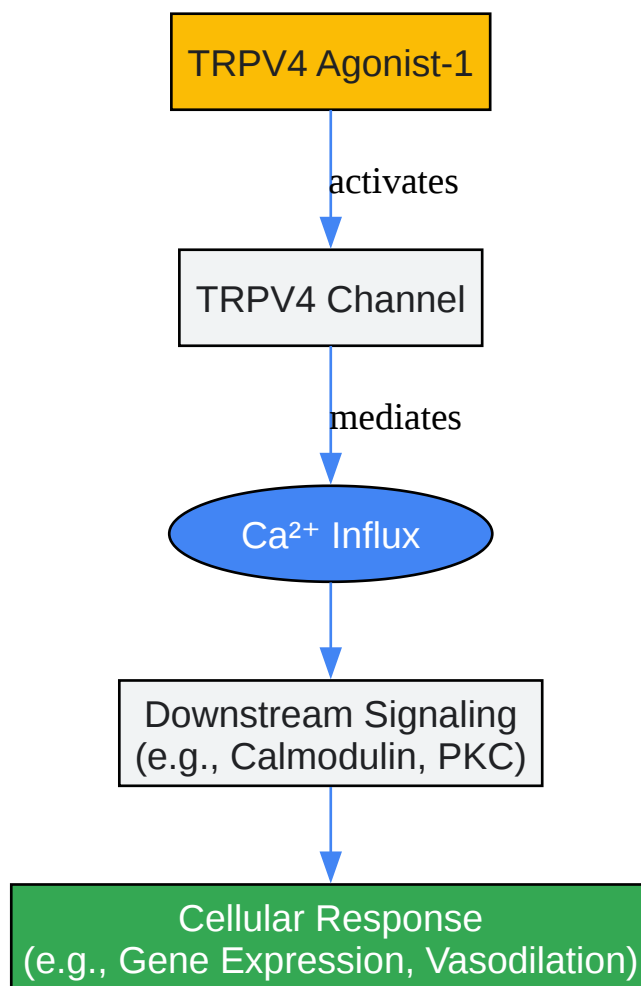 TRPV4 Agonist-1
activates
TRPV4 Channel
mediates
Ca²⁺ Influx
Downstream Signaling
(e.g., Calmodulin, PKC)
Cellular Response
(e.g., Gene Expression, Vasodilation)